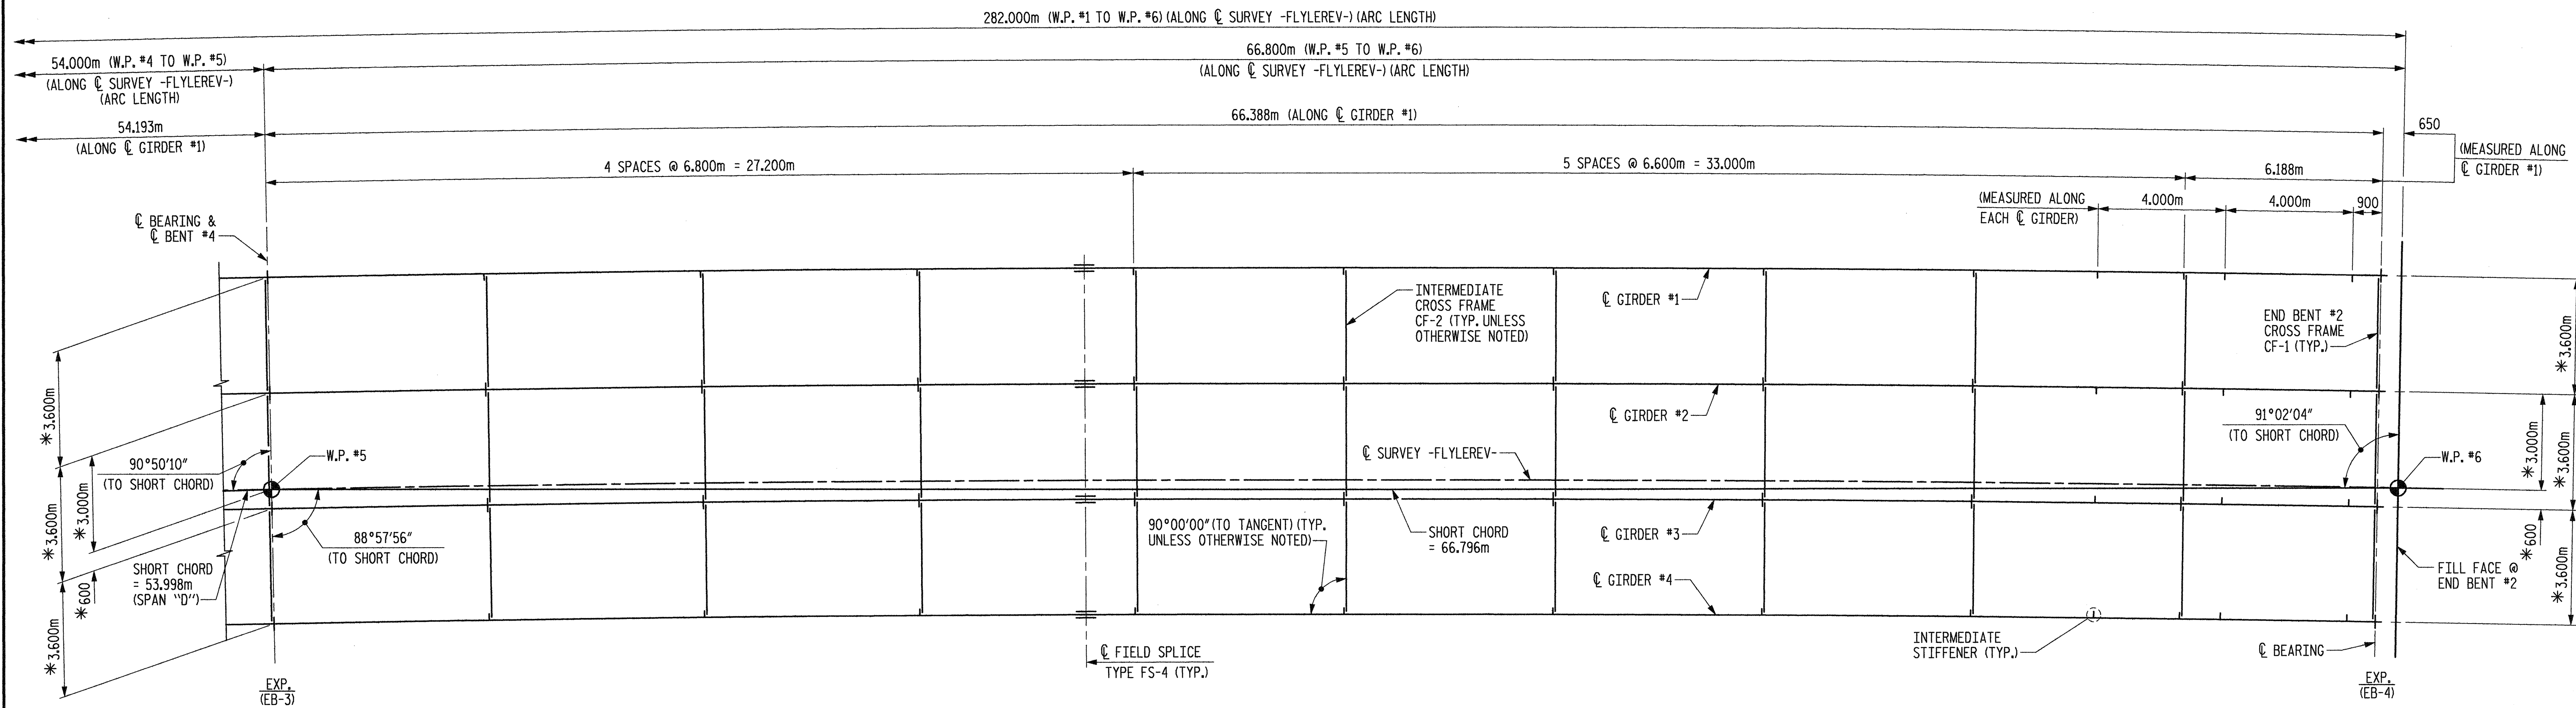 282.000m (W.P. #1 TO W.P. #6) (ALONG ℄ SURVEY -FLYLEREV-) (ARC LENGTH)
66.800m (W.P. #5 TO W.P. #6)
(ALONG ℄ SURVEY -FLYLEREV-) (ARC LENGTH)
54.000m (W.P. #4 TO W.P. #5)
(ALONG ℄ SURVEY -FLYLEREV-)
(ARC LENGTH)
54.193m
(ALONG ℄ GIRDER #1)
66.388m (ALONG ℄ GIRDER #1)
650
(MEASURED ALONG
℄ GIRDER #1)
4 SPACES @ 6.800m = 27.200m
5 SPACES @ 6.600m = 33.000m
6.188m
(MEASURED ALONG
EACH ℄ GIRDER)
4.000m
4.000m
900
℄ BEARING &
℄ BENT #4
INTERMEDIATE
CROSS FRAME
CF-2 (TYP. UNLESS
OTHERWISE NOTED)
℄ GIRDER #1
END BENT #2
CROSS FRAME
CF-1 (TYP.)
*3.600m
*3.600m
℄ GIRDER #2
91°02'04"
(TO SHORT CHORD)
*3.000m
*3.600m
90°50'10"
(TO SHORT CHORD)
W.P. #5
℄ SURVEY -FLYLEREV-
W.P. #6
*3.000m
*3.600m
88°57'56"
(TO SHORT CHORD)
90°00'00" (TO TANGENT) (TYP.
UNLESS OTHERWISE NOTED)
SHORT CHORD
= 66.796m
℄ GIRDER #3
*600
*3.600m
SHORT CHORD
= 53.998m
(SPAN "D")
*600
℄ GIRDER #4
FILL FACE @
END BENT #2
*3.600m
INTERMEDIATE
STIFFENER (TYP.)
℄ BEARING
℄ FIELD SPLICE
TYPE FS-4 (TYP.)
EXP.
(EB-3)
EXP.
(EB-4)